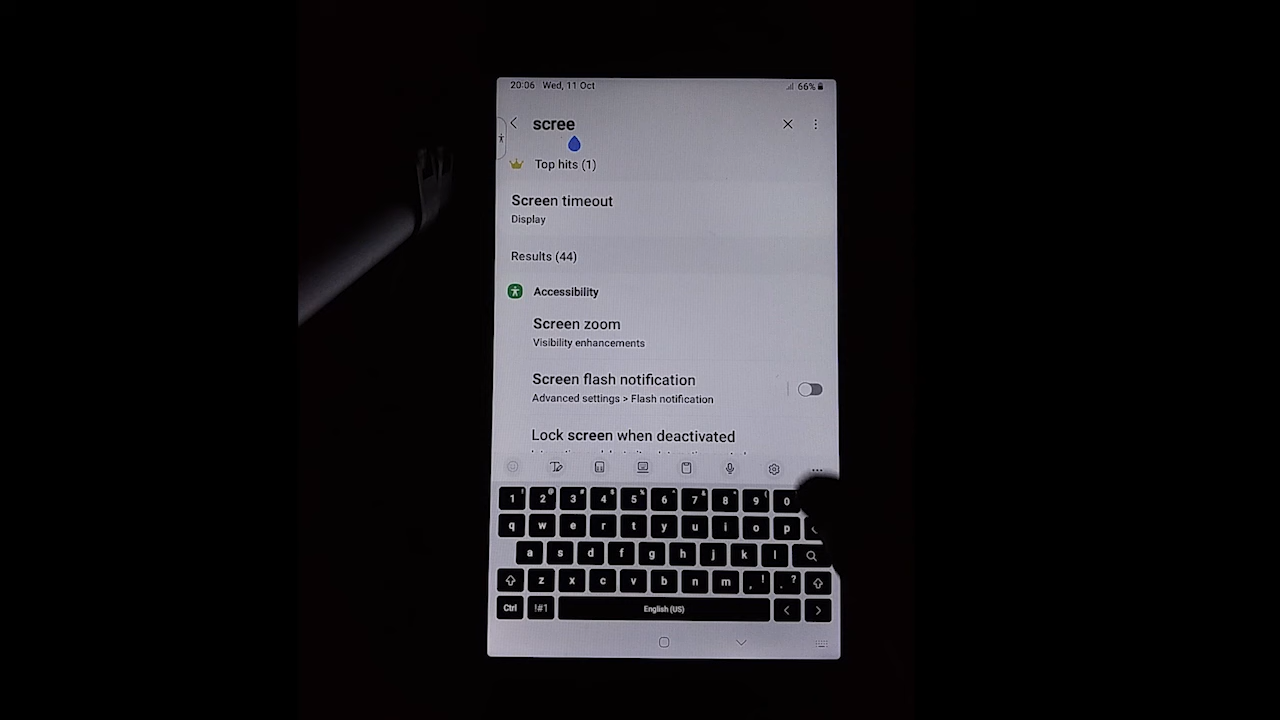 20:06 Wed, 11 Oct 66%
scree
Top hits (1)
Screen timeout
Display
Results (44)
Accessibility
Screen zoom
Visibility enhancements
Screen flash notification
Advanced settings > Flash notification
Lock screen when deactivated
1 ! 2 @ 3 # 4 $ 5 % 6 ^ 7 & 8 * 9 ( 0
q w e r t y u i o p
a s d f g h j k l
z x c v b n m , ! . ?
Ctrl !#1 English (US) < >